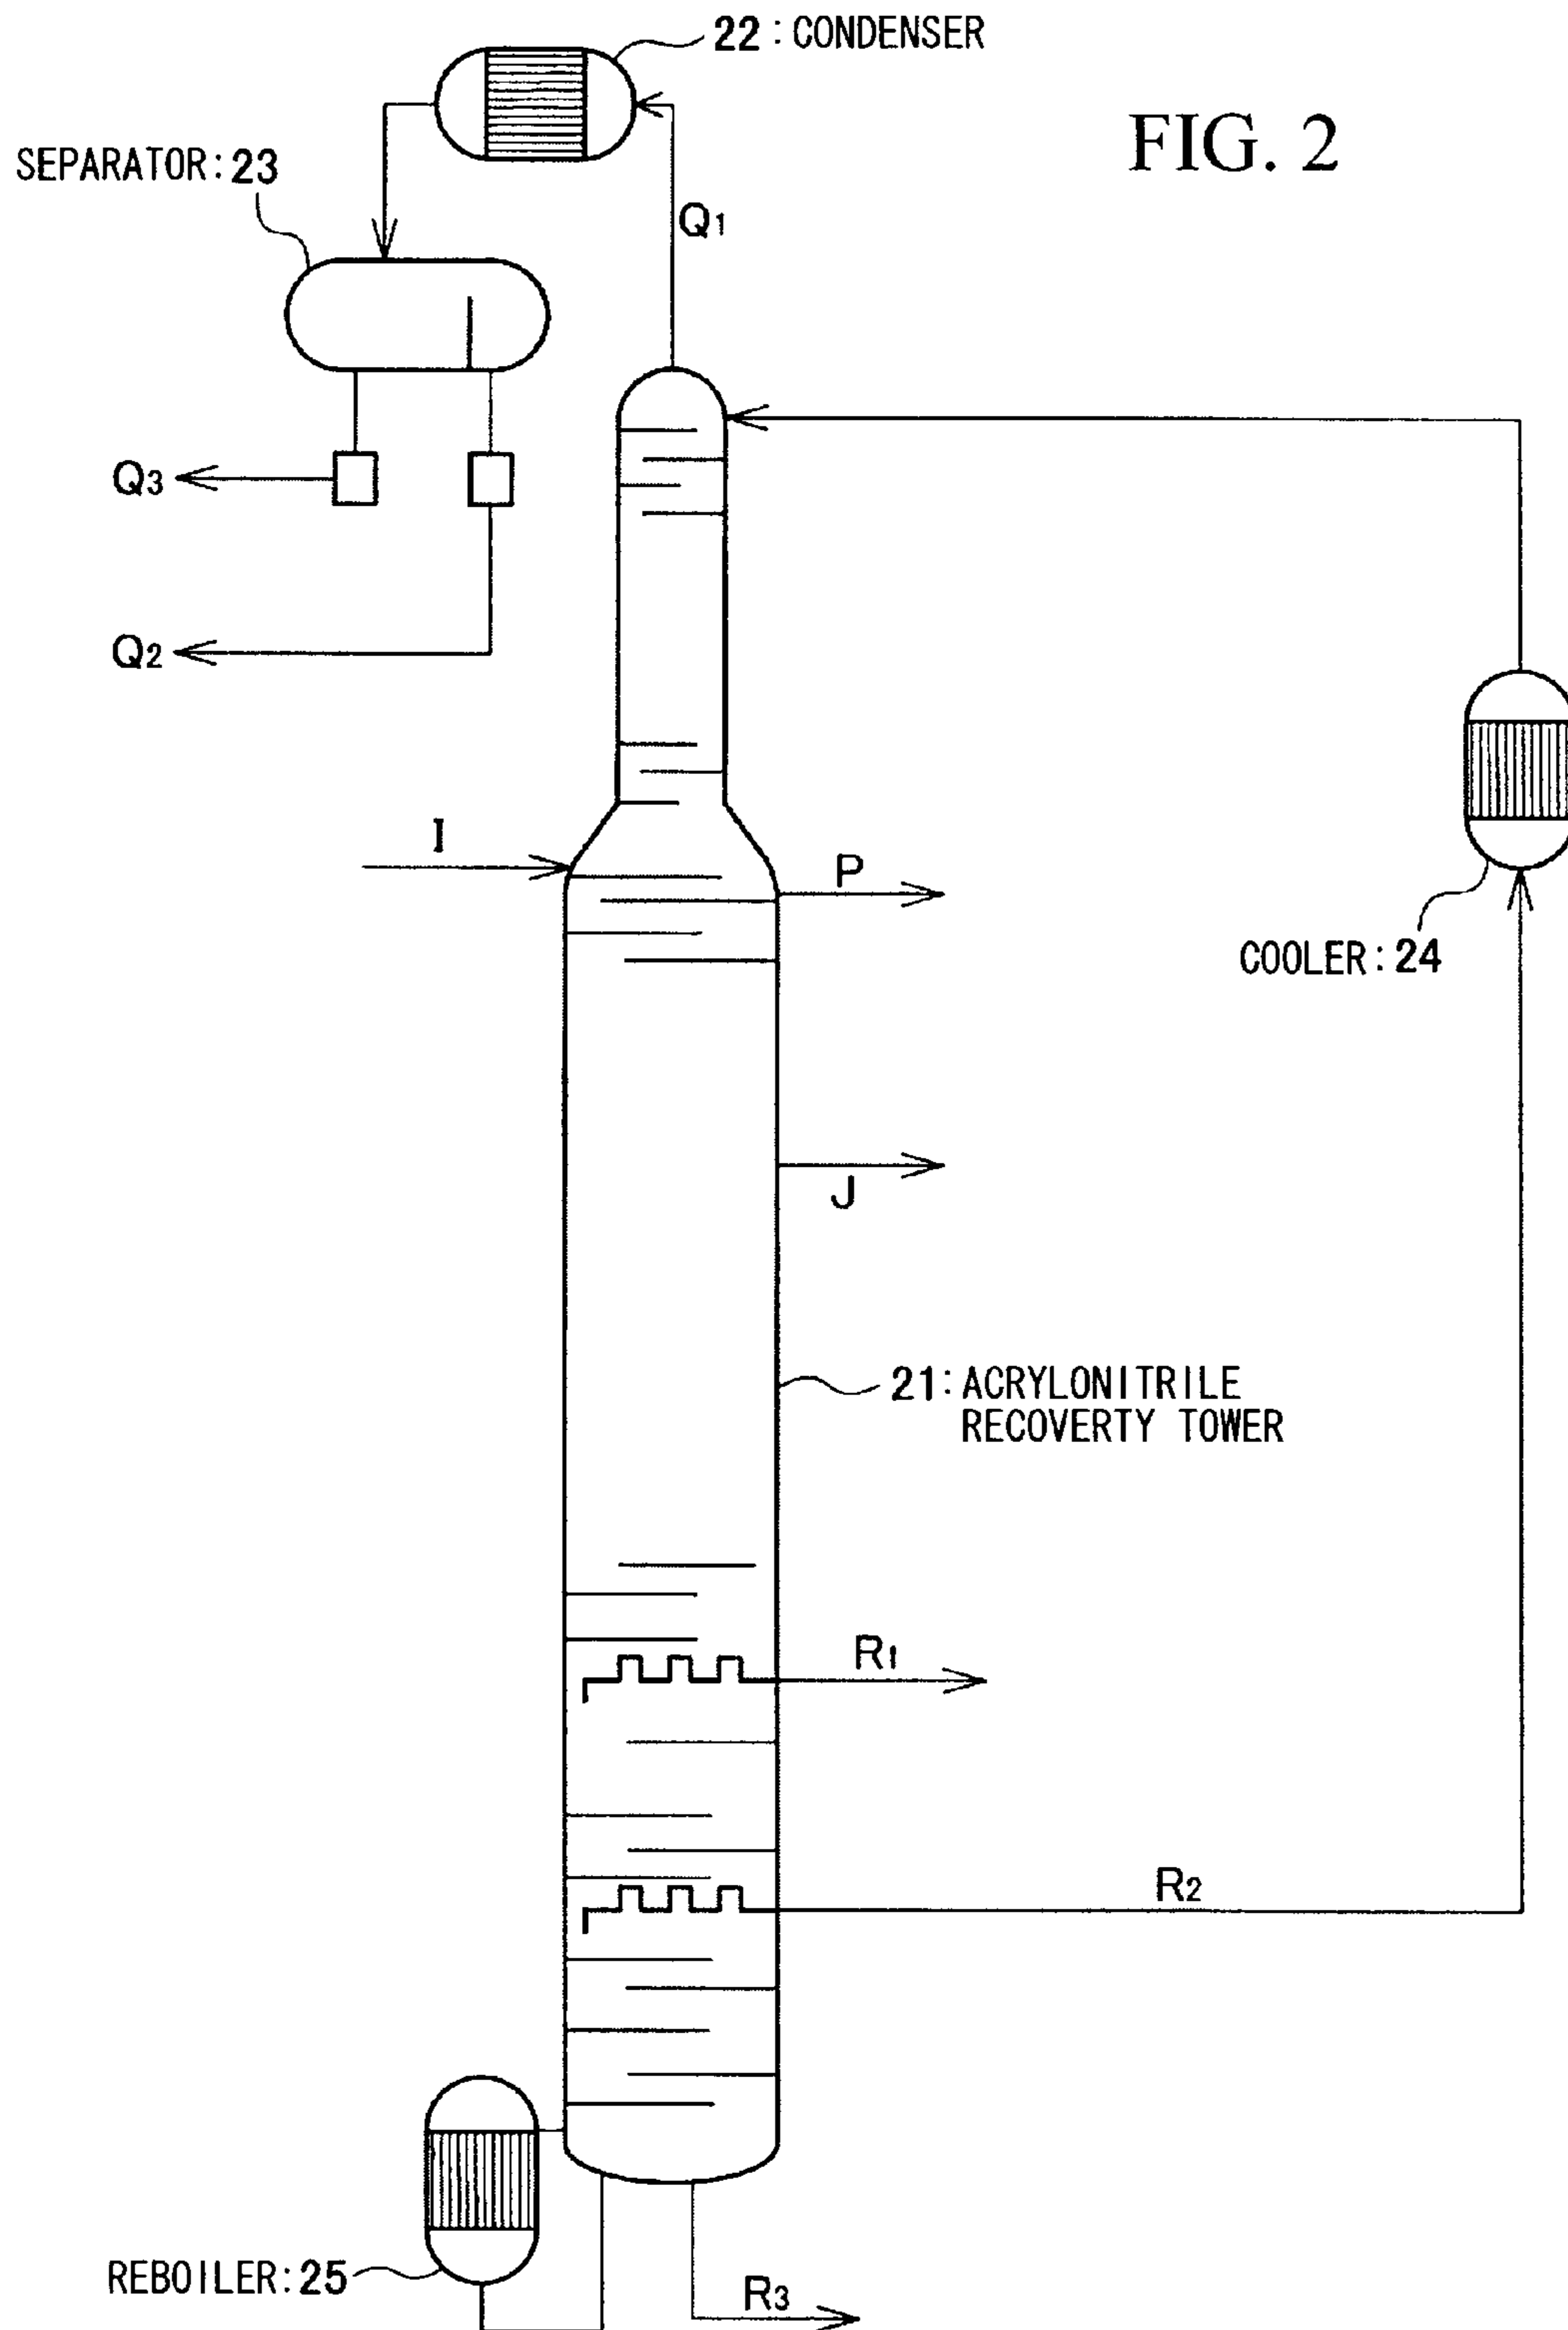 22 : CONDENSER
FIG. 2
SEPARATOR: 23
Q1
Q3
Q2
I
P
COOLER: 24
J
21: ACRYLONITRILE
RECOVERTY TOWER
R1
R2
REBOILER: 25
R3